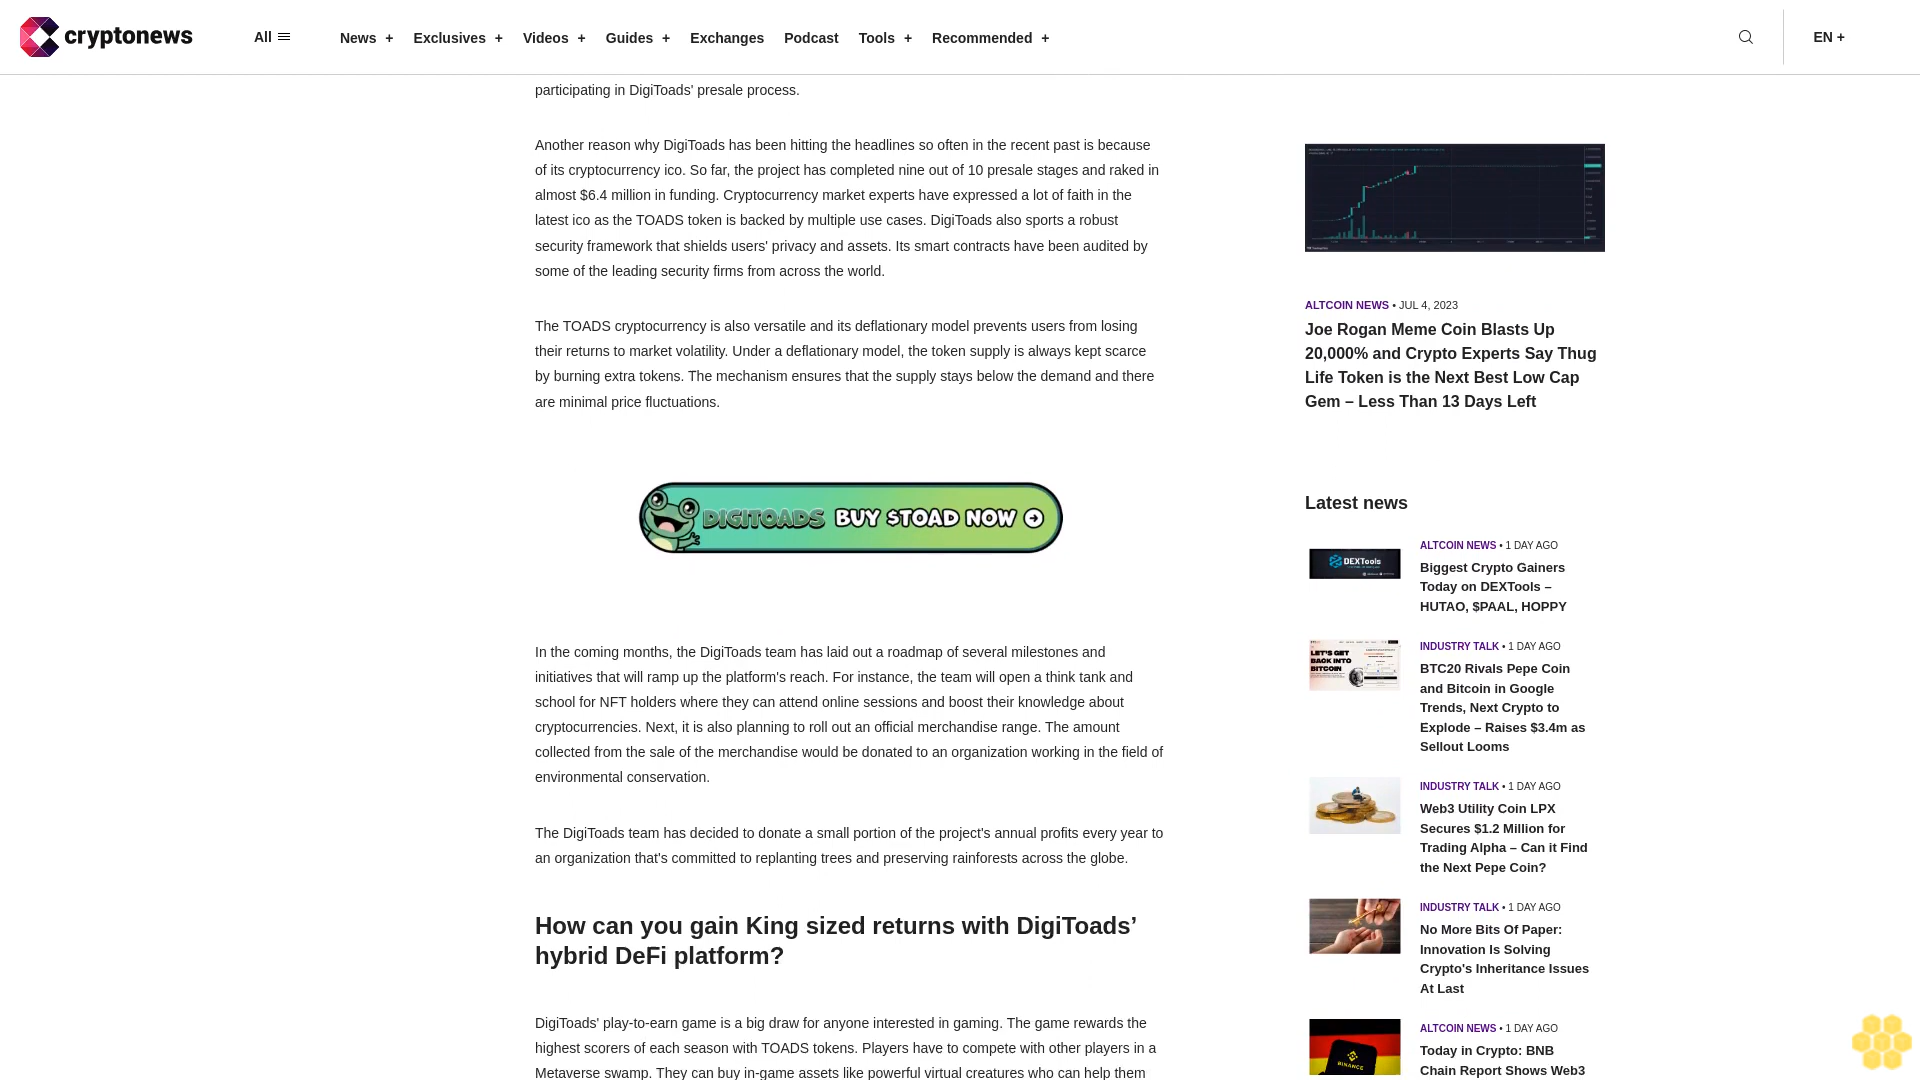 cryptonews
All
News +
Exclusives +
Videos +
Guides +
Exchanges
Podcast
Tools +
Recommended +
EN +
participating in DigiToads' presale process.
Another reason why DigiToads has been hitting the headlines so often in the recent past is because
of its cryptocurrency ico. So far, the project has completed nine out of 10 presale stages and raked in
almost $6.4 million in funding. Cryptocurrency market experts have expressed a lot of faith in the
latest ico as the TOADS token is backed by multiple use cases. DigiToads also sports a robust
security framework that shields users' privacy and assets. Its smart contracts have been audited by
some of the leading security firms from across the world.
The TOADS cryptocurrency is also versatile and its deflationary model prevents users from losing
their returns to market volatility. Under a deflationary model, the token supply is always kept scarce
by burning extra tokens. The mechanism ensures that the supply stays below the demand and there
are minimal price fluctuations.
DIGITOADS BUY $TOAD NOW
In the coming months, the DigiToads team has laid out a roadmap of several milestones and
initiatives that will ramp up the platform's reach. For instance, the team will open a think tank and
school for NFT holders where they can attend online sessions and boost their knowledge about
cryptocurrencies. Next, it is also planning to roll out an official merchandise range. The amount
collected from the sale of the merchandise would be donated to an organization working in the field of
environmental conservation.
The DigiToads team has decided to donate a small portion of the project's annual profits every year to
an organization that's committed to replanting trees and preserving rainforests across the globe.
How can you gain King sized returns with DigiToads’
hybrid DeFi platform?
DigiToads' play-to-earn game is a big draw for anyone interested in gaming. The game rewards the
highest scorers of each season with TOADS tokens. Players have to compete with other players in a
Metaverse swamp. They can buy in-game assets like powerful virtual creatures who can help them
ALTCOIN NEWS • JUL 4, 2023
Joe Rogan Meme Coin Blasts Up
20,000% and Crypto Experts Say Thug
Life Token is the Next Best Low Cap
Gem – Less Than 13 Days Left
Latest news
DEXTools
ALTCOIN NEWS • 1 DAY AGO
Biggest Crypto Gainers
Today on DEXTools –
HUTAO, $PAAL, HOPPY
LET'S GET
BACK INTO
BITCOIN
INDUSTRY TALK • 1 DAY AGO
BTC20 Rivals Pepe Coin
and Bitcoin in Google
Trends, Next Crypto to
Explode – Raises $3.4m as
Sellout Looms
INDUSTRY TALK • 1 DAY AGO
Web3 Utility Coin LPX
Secures $1.2 Million for
Trading Alpha – Can it Find
the Next Pepe Coin?
INDUSTRY TALK • 1 DAY AGO
No More Bits Of Paper:
Innovation Is Solving
Crypto's Inheritance Issues
At Last
BINANCE
ALTCOIN NEWS • 1 DAY AGO
Today in Crypto: BNB
Chain Report Shows Web3